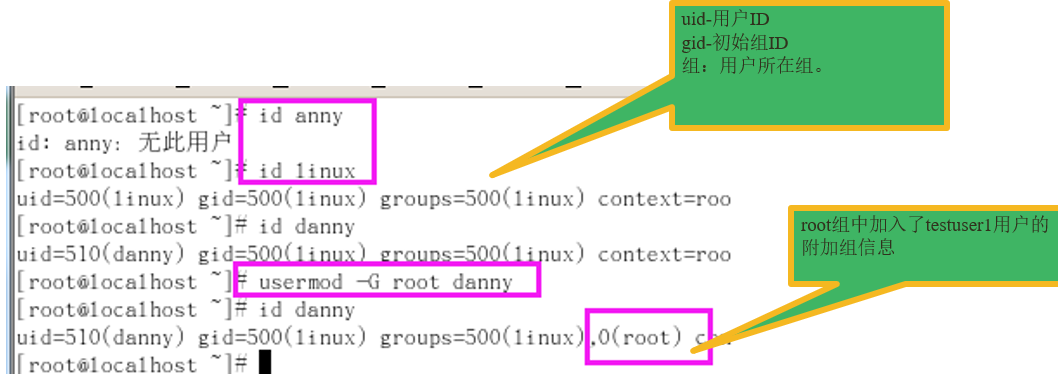 uid-用户ID
gid-初始组ID
组：用户所在组。
[root@localhost ~]# id anny
id: anny: 无此用户
[root@localhost ~]# id linux
uid=500(linux) gid=500(linux) groups=500(linux) context=roo
[root@localhost ~]# id danny
uid=510(danny) gid=500(linux) groups=500(linux) context=roo
[root@localhost ~]# usermod -G root danny
[root@localhost ~]# id danny
uid=510(danny) gid=500(linux) groups=500(linux),0(root)
[root@localhost ~]#
root组中加入了testuser1用户的
附加组信息